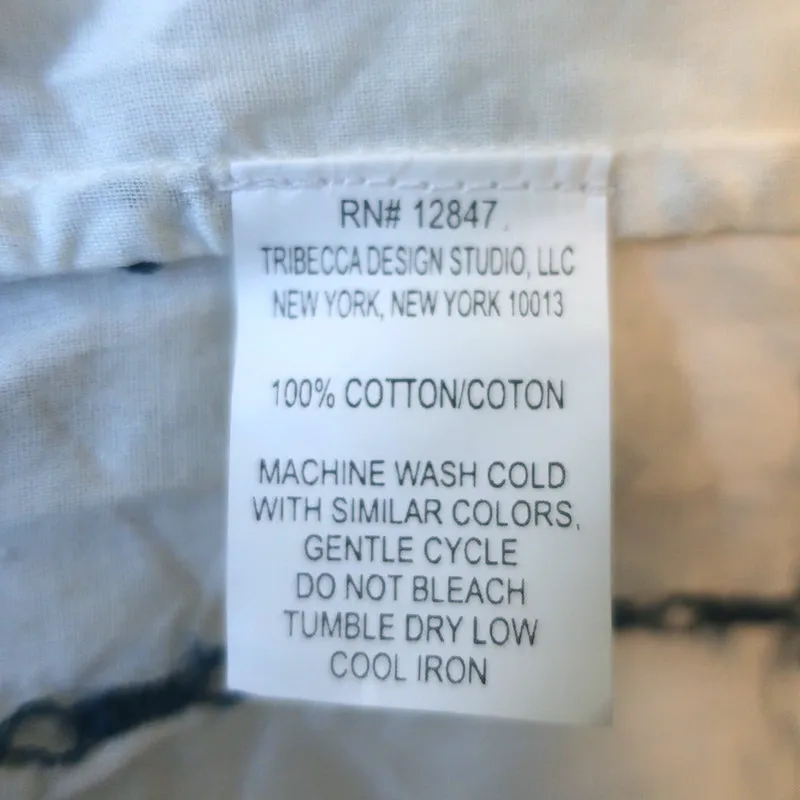 RN# 12847
TRIBECCA DESIGN STUDIO, LLC
NEW YORK, NEW YORK 10013
100% COTTON/COTON
MACHINE WASH COLD
WITH SIMILAR COLORS,
GENTLE CYCLE
DO NOT BLEACH
TUMBLE DRY LOW
COOL IRON